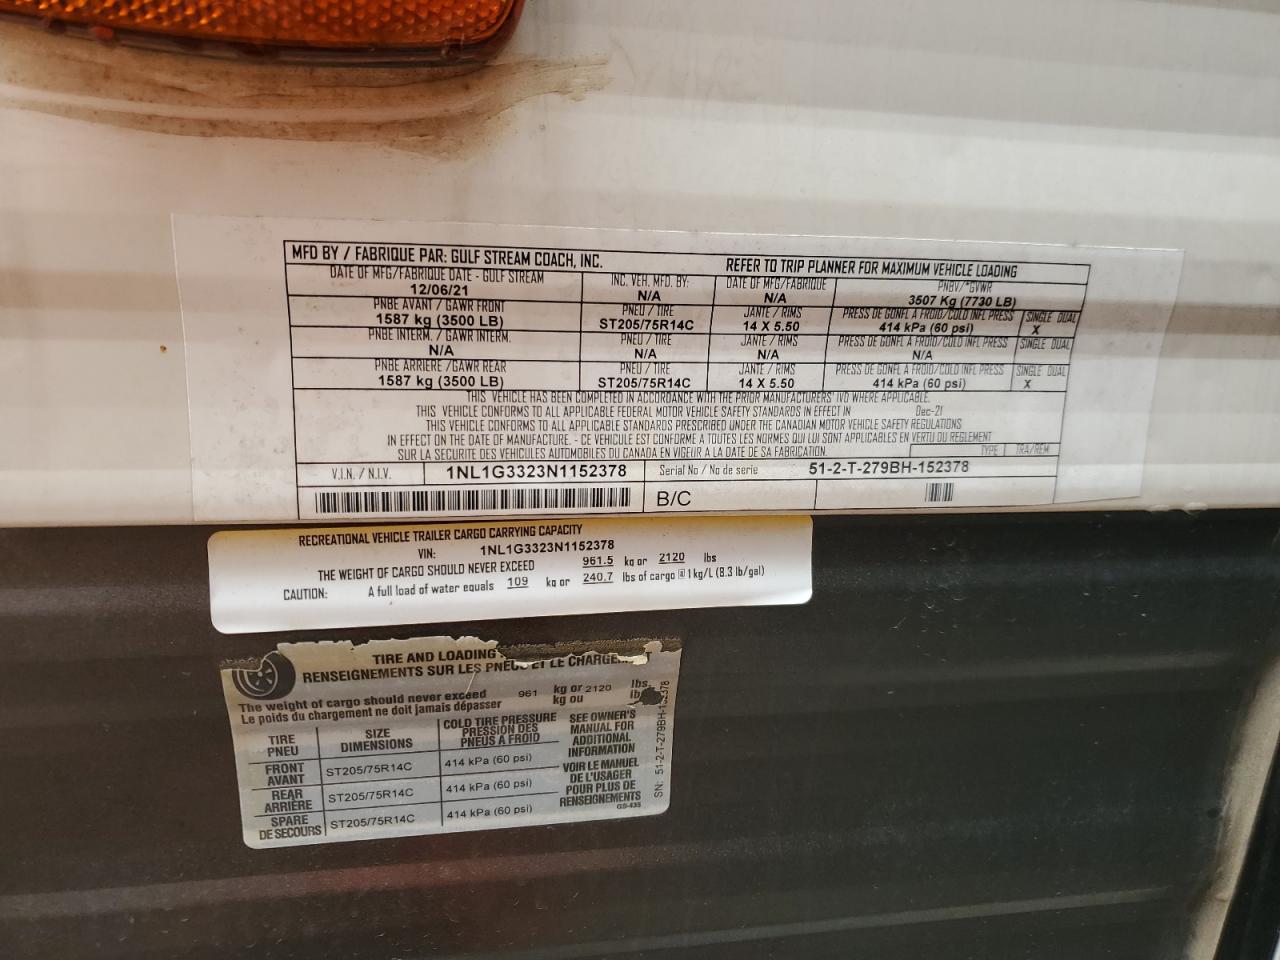 MFD BY / FABRIQUE PAR: GULF STREAM COACH, INC. REFER TO TRIP PLANNER FOR MAXIMUM VEHICLE LOADING
DATE OF MFG/FABRIQUE DATE - GULF STREAM INC. VEH. MFD. BY: DATE OF MFG/FABRIQUE PNBV/*GVWR
12/06/21 N/A N/A 3507 Kg (7730 LB)
PNBE AVANT / GAWR FRONT PNEU / TIRE JANTE / RIMS PRESS DE GONFL A FROID/COLD INFL PRESS SINGLE DUAL
1587 kg (3500 LB) ST205/75R14C 14 X 5.50 414 kPa (60 psi) X
PNBE INTERM. / GAWR INTERM. PNEU / TIRE JANTE / RIMS PRESS DE GONFL A FROID/COLD INFL PRESS SINGLE DUAL
N/A N/A N/A N/A
PNBE ARRIERE /GAWR REAR PNEU / TIRE JANTE / RIMS PRESS DE GONFL A FROID/COLD INFL PRESS SINGLE DUAL
1587 kg (3500 LB) ST205/75R14C 14 X 5.50 414 kPa (60 psi) X
THIS VEHICLE HAS BEEN COMPLETED IN ACCORDANCE WITH THE PRIOR MANUFACTURERS' IVD WHERE APPLICABLE.
THIS VEHICLE CONFORMS TO ALL APPLICABLE FEDERAL MOTOR VEHICLE SAFETY STANDARDS IN EFFECT IN Dec-21
THIS VEHICLE CONFORMS TO ALL APPLICABLE STANDARDS PRESCRIBED UNDER THE CANADIAN MOTOR VEHICLE SAFETY REGULATIONS
IN EFFECT ON THE DATE OF MANUFACTURE. - CE VEHICULE EST CONFORME A TOUTES LES NORMES QUI LUI SONT APPLICABLES EN VERTU DU REGLEMENT
SUR LA SECURITE DES VEHICULES AUTOMOBILES DU CANADA EN VIGUEUR A LA DATE DE SA FABRICATION. TYPE TRA/REM
V.I.N. / N.I.V. 1NL1G3323N1152378 Serial No / No de serie 51-2-T-279BH-152378
B/C
RECREATIONAL VEHICLE TRAILER CARGO CARRYING CAPACITY
VIN: 1NL1G3323N1152378
THE WEIGHT OF CARGO SHOULD NEVER EXCEED 961.5 kg or 2120 lbs
CAUTION: A full load of water equals 109 kg or 240.7 lbs of cargo @ 1 kg/L (8.3 lb/gal)
TIRE AND LOADING
RENSEIGNEMENTS SUR LES PNEUS ET LE CHARGEMENT
The weight of cargo should never exceed 961 kg or 2120 lbs.
Le poids du chargement ne doit jamais dépasser kg ou
TIRE PNEU SIZE DIMENSIONS COLD TIRE PRESSURE PRESSION DES PNEUS A FROID
FRONT AVANT ST205/75R14C 414 kPa (60 psi)
REAR ARRIÈRE ST205/75R14C 414 kPa (60 psi)
SPARE DE SECOURS ST205/75R14C 414 kPa (60 psi)
SEE OWNER'S
MANUAL FOR
ADDITIONAL
INFORMATION
VOIR LE MANUEL
DE L'USAGER
POUR PLUS DE
RENSEIGNEMENTS
GS-435
SN: 51-2-T-279BH-152378